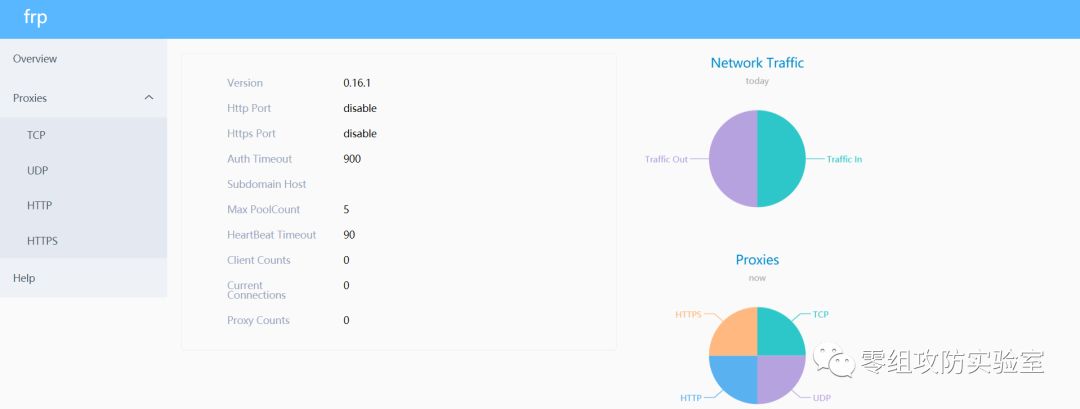 frp
Overview
Proxies
TCP
UDP
HTTP
HTTPS
Help
Version 0.16.1
Http Port disable
Https Port disable
Auth Timeout 900
Subdomain Host
Max PoolCount 5
HeartBeat Timeout 90
Client Counts 0
Current 0
Connections
Proxy Counts 0
Network Traffic
today
Traffic Out Traffic In
Proxies
now
HTTPS TCP
HTTP UDP
零组攻防实验室